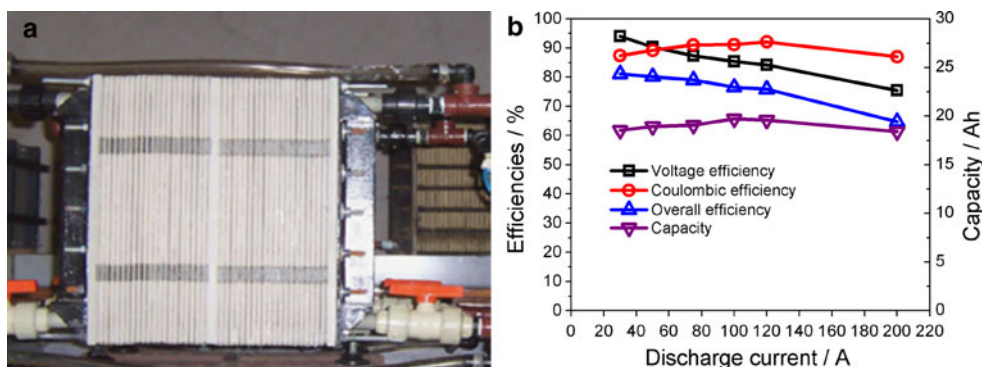 a
b
100
90
80
70
60
50
40
30
20
10
0
Efficiencies / %
30
25
20
15
10
5
0
Capacity / Ah
Voltage efficiency
Coulombic efficiency
Overall efficiency
Capacity
0 20 40 60 80 100 120 140 160 180 200 220
Discharge current / A